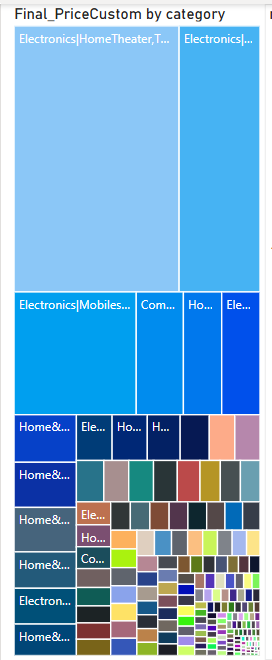 Final_PriceCustom by category
Electronics|HomeTheater,T...
Electronics|...
Electronics|Mobiles...
Com...
Ho...
Ele...
Home&...
Ele...
Ho...
H...
Home&...
Home&...
Ele...
Ho...
Home&...
Co...
Electron...
Home&...